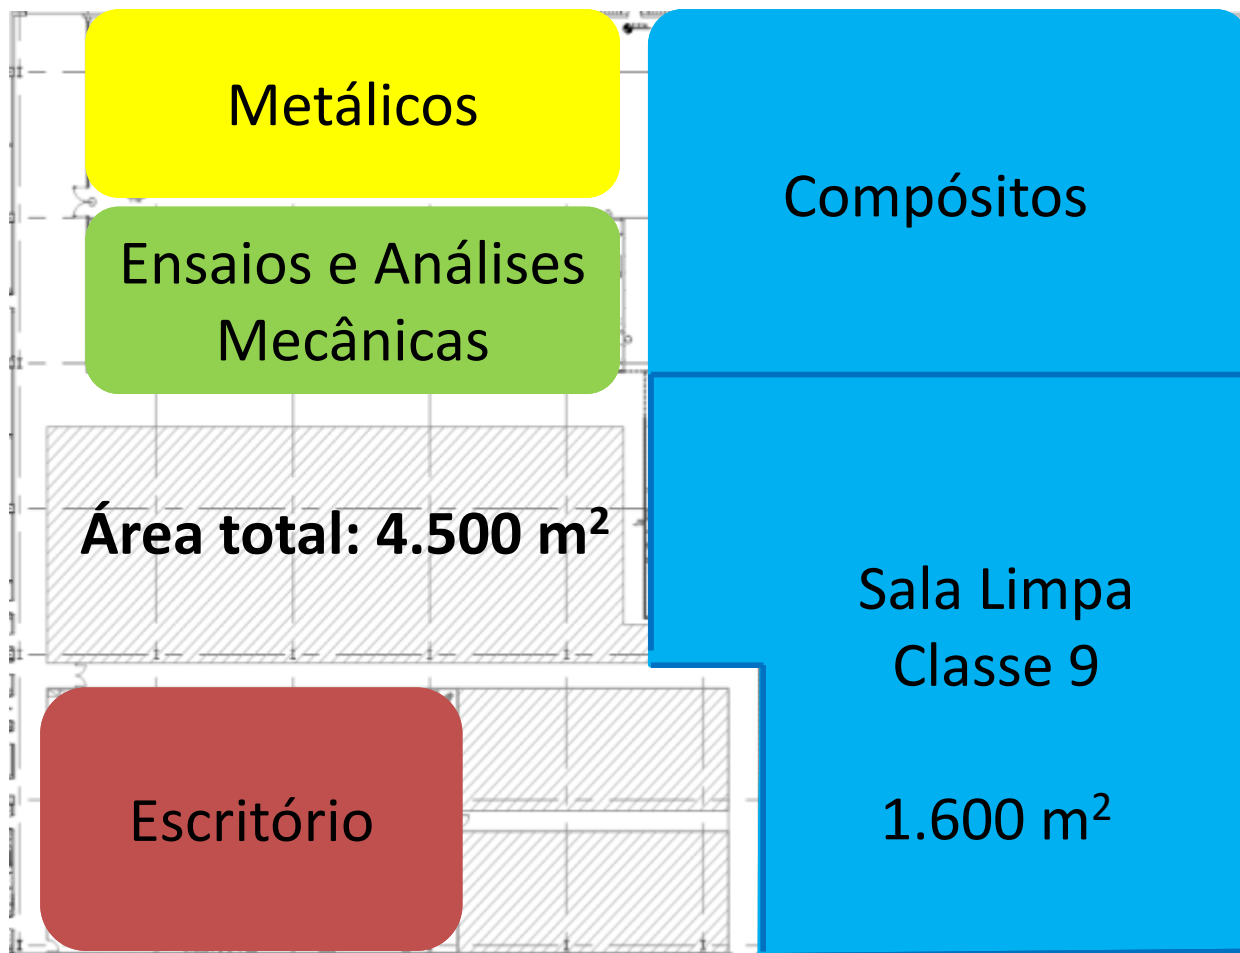 Metálicos
Compósitos
Ensaios e Análises
Mecânicas
Área total: 4.500 m²
Sala Limpa
Classe 9
1.600 m²
Escritório